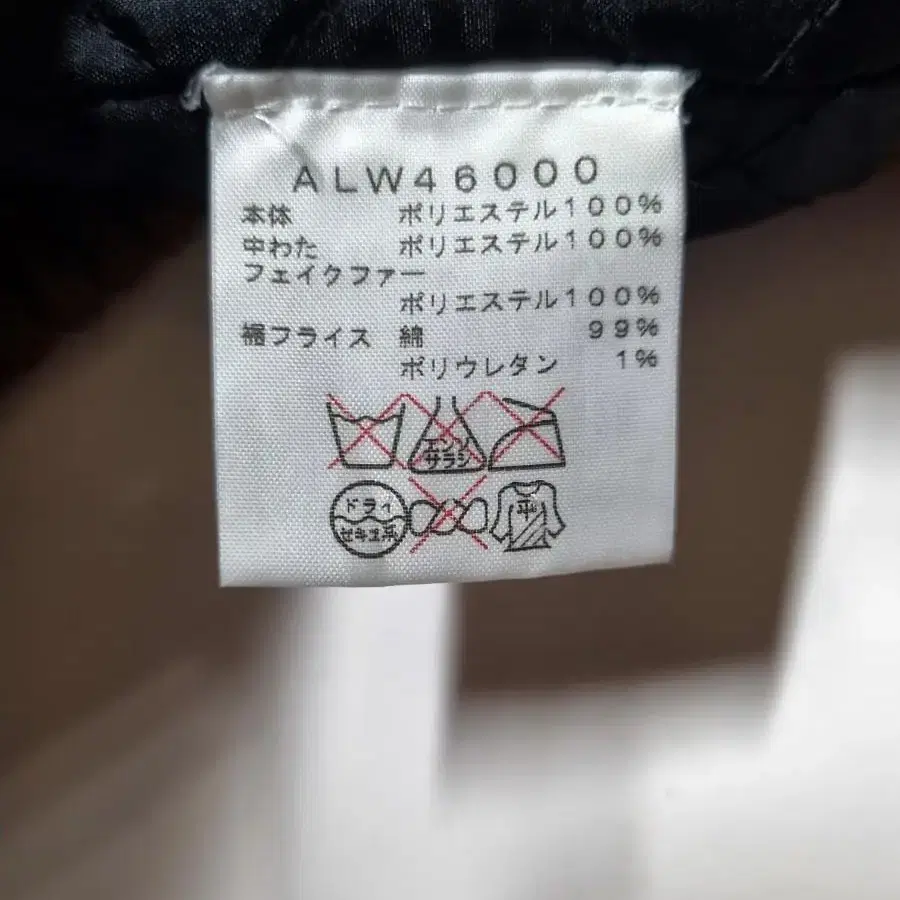 ALW46000
本体 ポリエステル100%
中わた ポリエステル100%
フェイクファー
ポリエステル100%
裾フライス 綿 99%
ポリウレタン 1%
エンソ
サラシ
ドライ
セキユ系
平